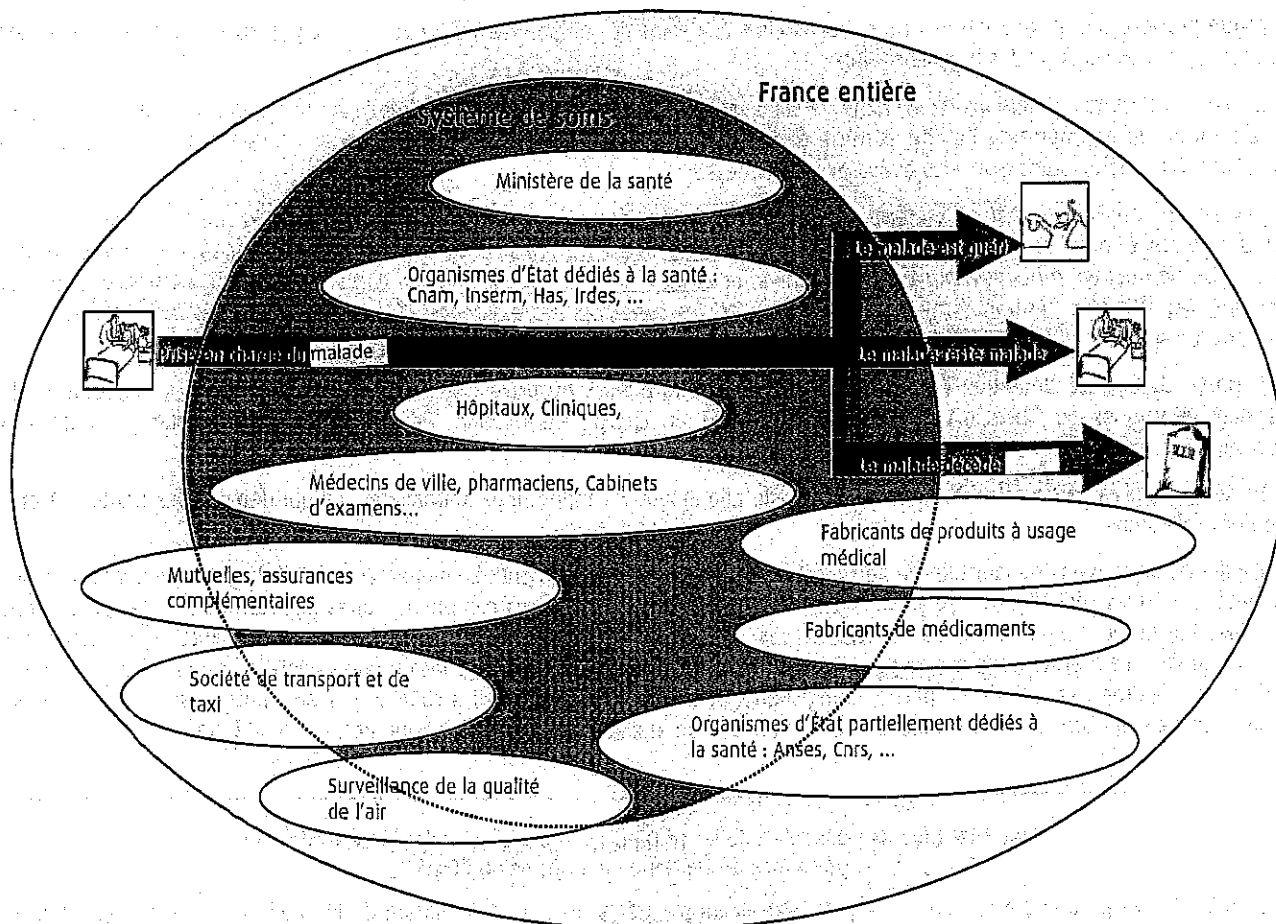 France entière
Système de soins
Ministère de la santé
Organismes d'État dédiés à la santé :
Cnam, Inserm, Has, Irdes, ...
Prise en charge du malade
Le malade est guéri
Le malade reste malade
Le malade décède
R.I.P
Hôpitaux, Cliniques,
Médecins de ville, pharmaciens, Cabinets
d'examens...
Fabricants de produits à usage
médical
Mutuelles, assurances
complémentaires
Fabricants de médicaments
Société de transport et de
taxi
Organismes d'État partiellement dédiés à
la santé : Anses, Cnrs, ...
Surveillance de la qualité
de l'air